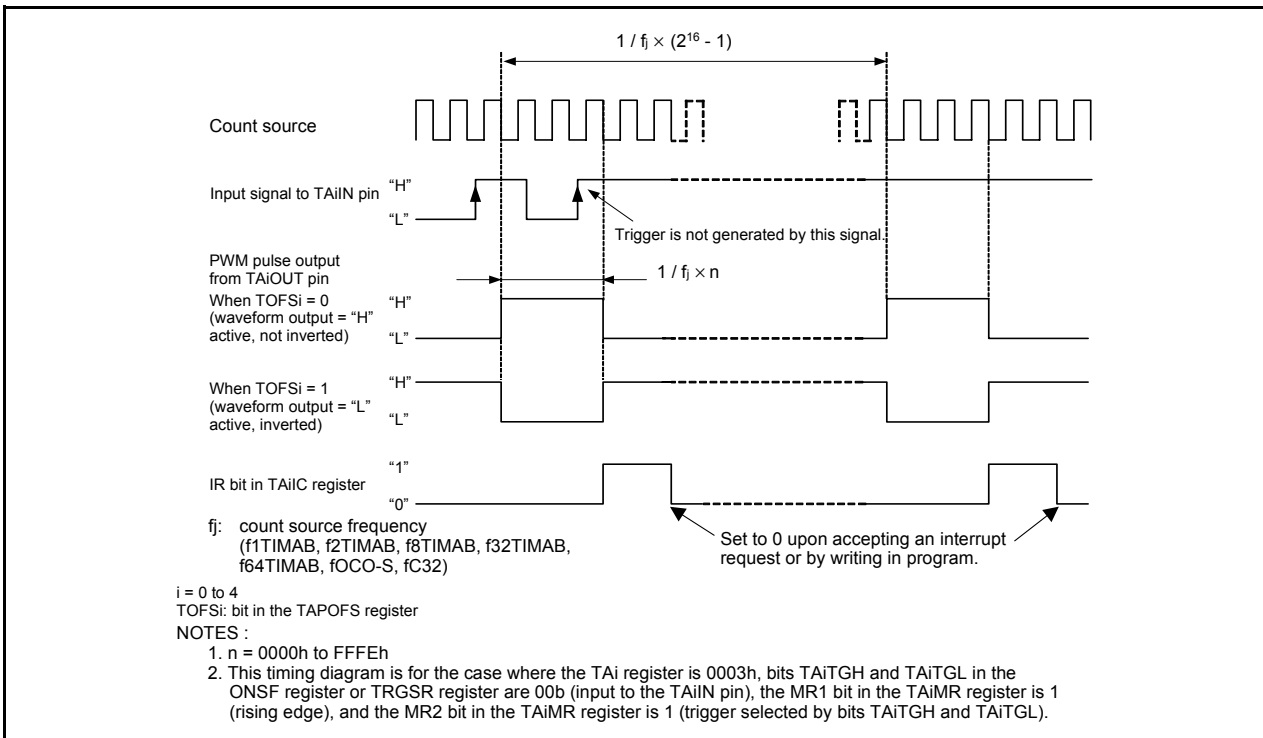 1 / fj × (2¹⁶ - 1)
Count source
Input signal to TAiIN pin
“H”
“L”
Trigger is not generated by this signal.
PWM pulse output
from TAiOUT pin
1 / fj × n
When TOFSi = 0
(waveform output = “H”
active, not inverted)
“H”
“L”
When TOFSi = 1
(waveform output = “L”
active, inverted)
“H”
“L”
IR bit in TAiIC register
“1”
“0”
fj: count source frequency
(f1TIMAB, f2TIMAB, f8TIMAB, f32TIMAB,
f64TIMAB, fOCO-S, fC32)
Set to 0 upon accepting an interrupt
request or by writing in program.
i = 0 to 4
TOFSi: bit in the TAPOFS register
NOTES :
1. n = 0000h to FFFEh
2. This timing diagram is for the case where the TAi register is 0003h, bits TAiTGH and TAiTGL in the
ONSF register or TRGSR register are 00b (input to the TAiIN pin), the MR1 bit in the TAiMR register is 1
(rising edge), and the MR2 bit in the TAiMR register is 1 (trigger selected by bits TAiTGH and TAiTGL).